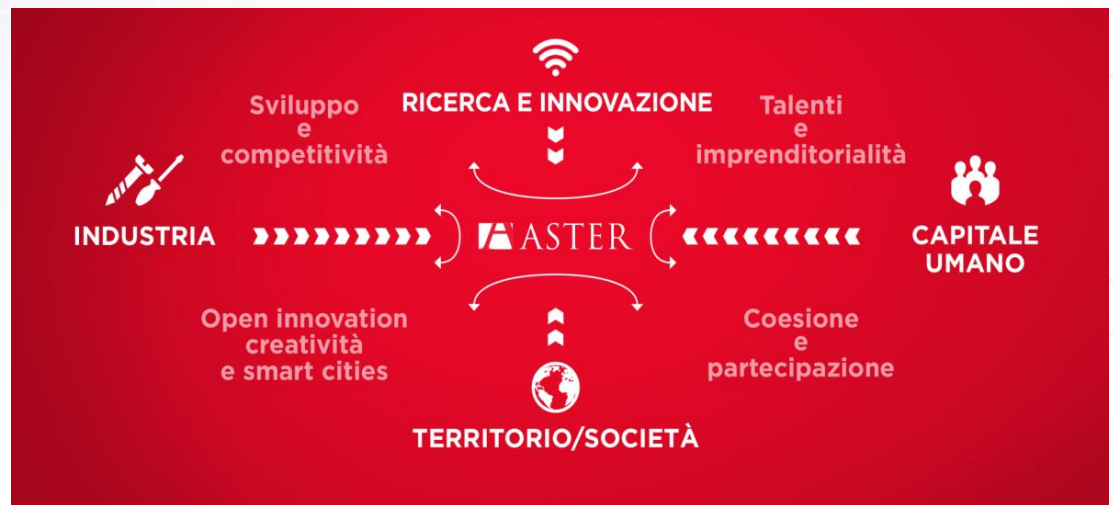 RICERCA E INNOVAZIONE
Sviluppo
e
competitività
Talenti
e
imprenditorialità
INDUSTRIA
ASTER
CAPITALE
UMANO
Open innovation
creatività
e smart cities
Coesione
e
partecipazione
TERRITORIO/SOCIETÀ